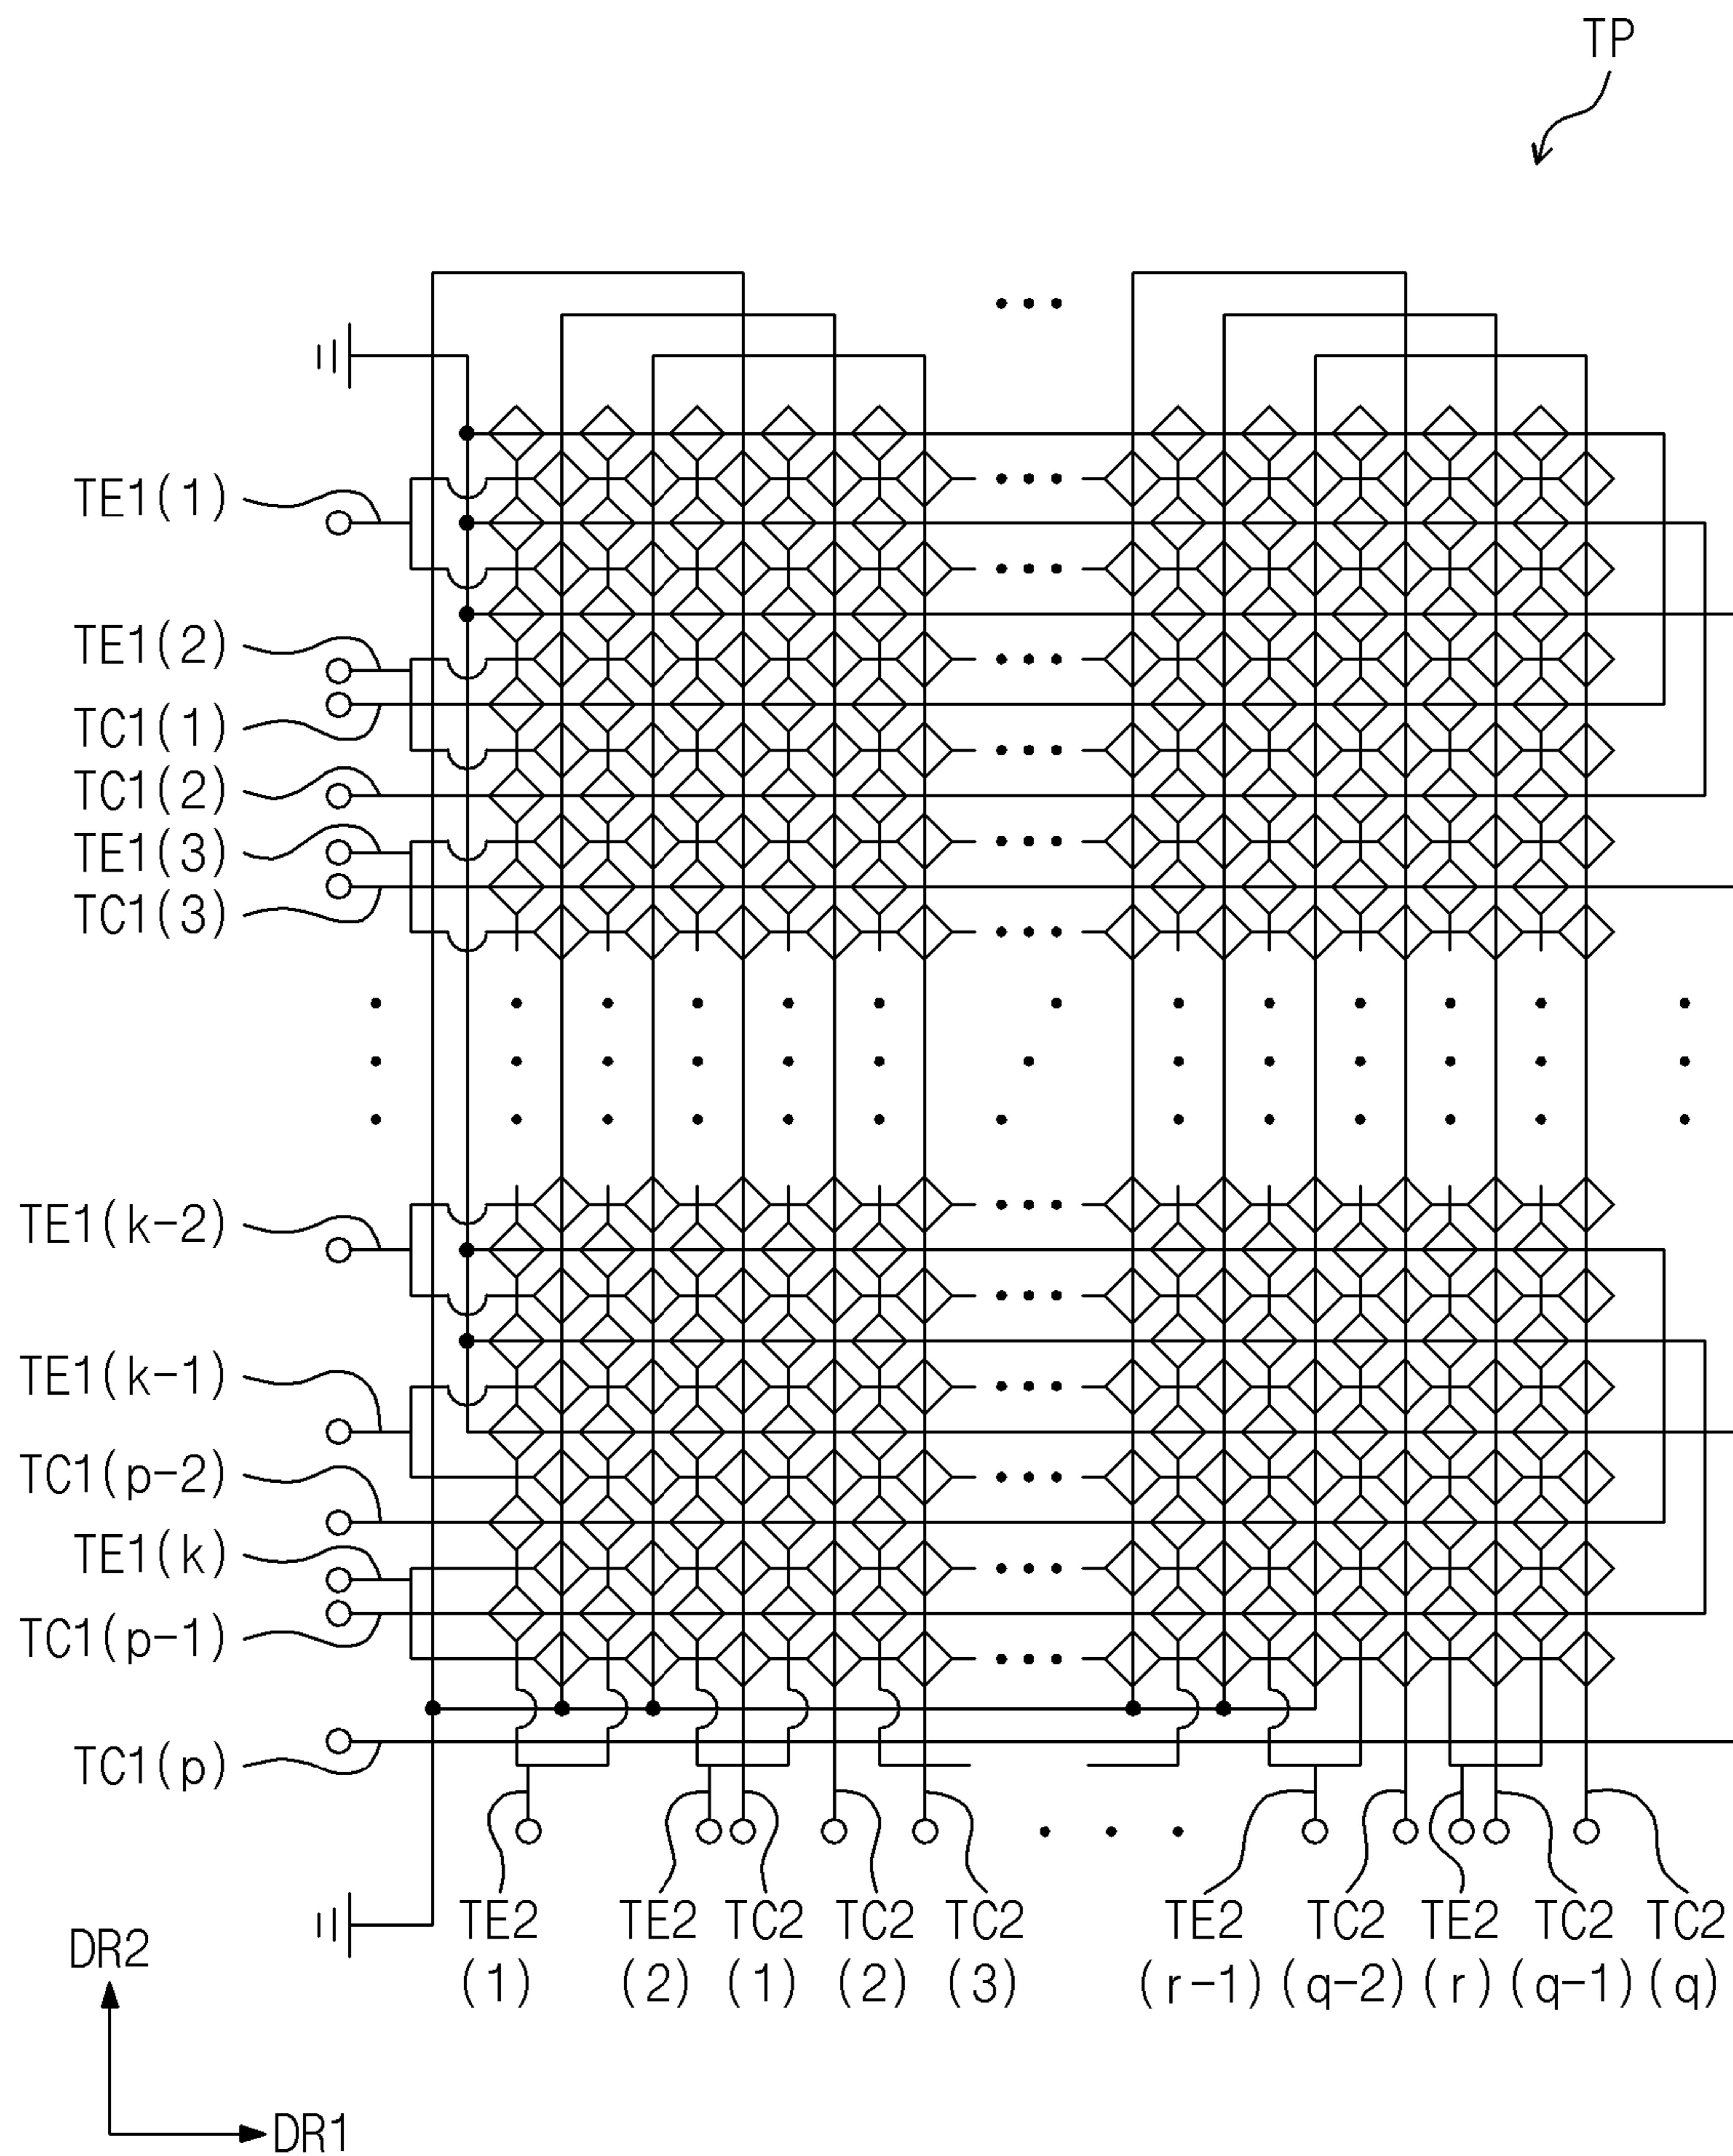 TP
TE1(1)
TE1(2)
TC1(1)
TC1(2)
TE1(3)
TC1(3)
TE1(k-2)
TE1(k-1)
TC1(p-2)
TE1(k)
TC1(p-1)
TC1(p)
TE2 TE2 TC2 TC2 TC2 TE2 TC2 TE2 TC2 TC2
(1) (2) (1) (2) (3) (r-1) (q-2) (r) (q-1) (q)
DR2
DR1